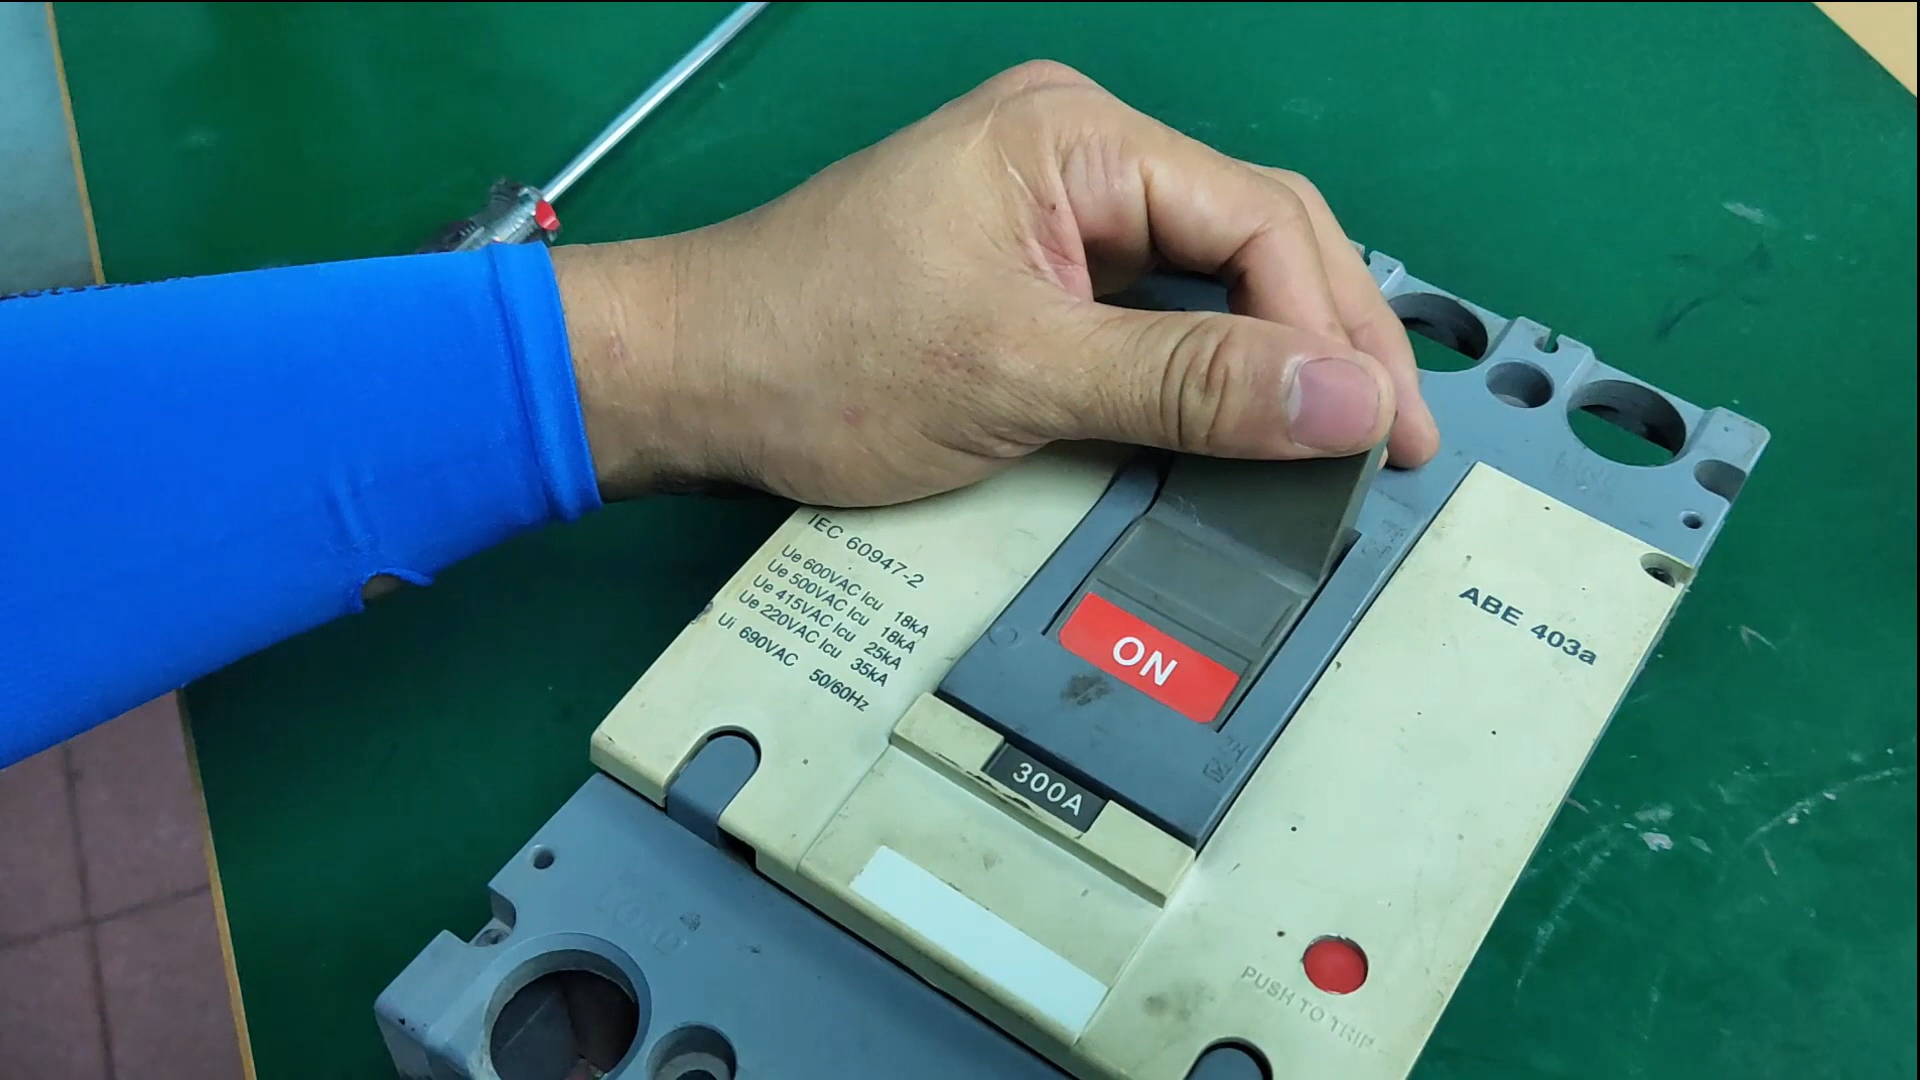 IEC 60947-2
Ue 600VAC Icu 18kA
Ue 500VAC Icu 18kA
Ue 415VAC Icu 25kA
Ue 220VAC Icu 35kA
Ui 690VAC 50/60Hz
ABE 403a
ON
300A
PUSH TO TRIP